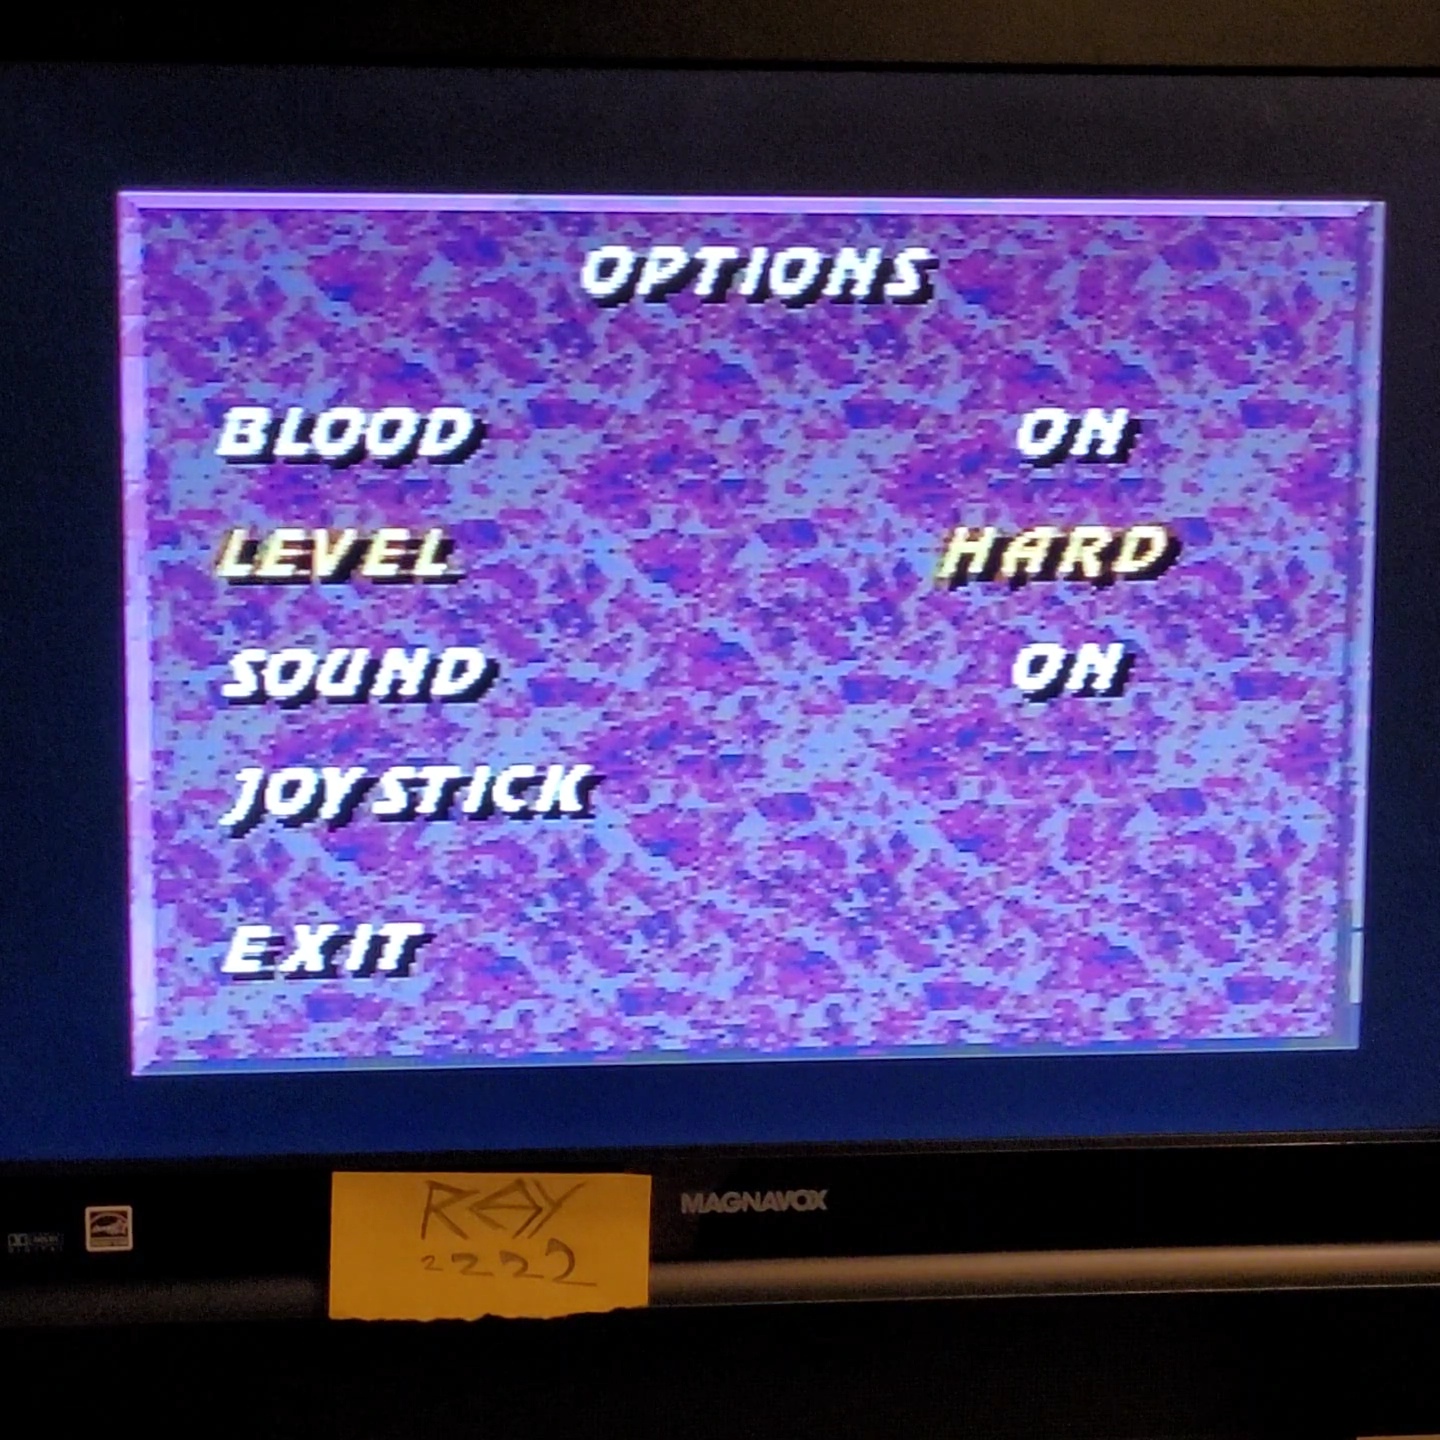 OPTIONS
BLOOD ON
LEVEL HARD
SOUND ON
JOYSTICK
EXIT
RAY
2222
MAGNAVOX